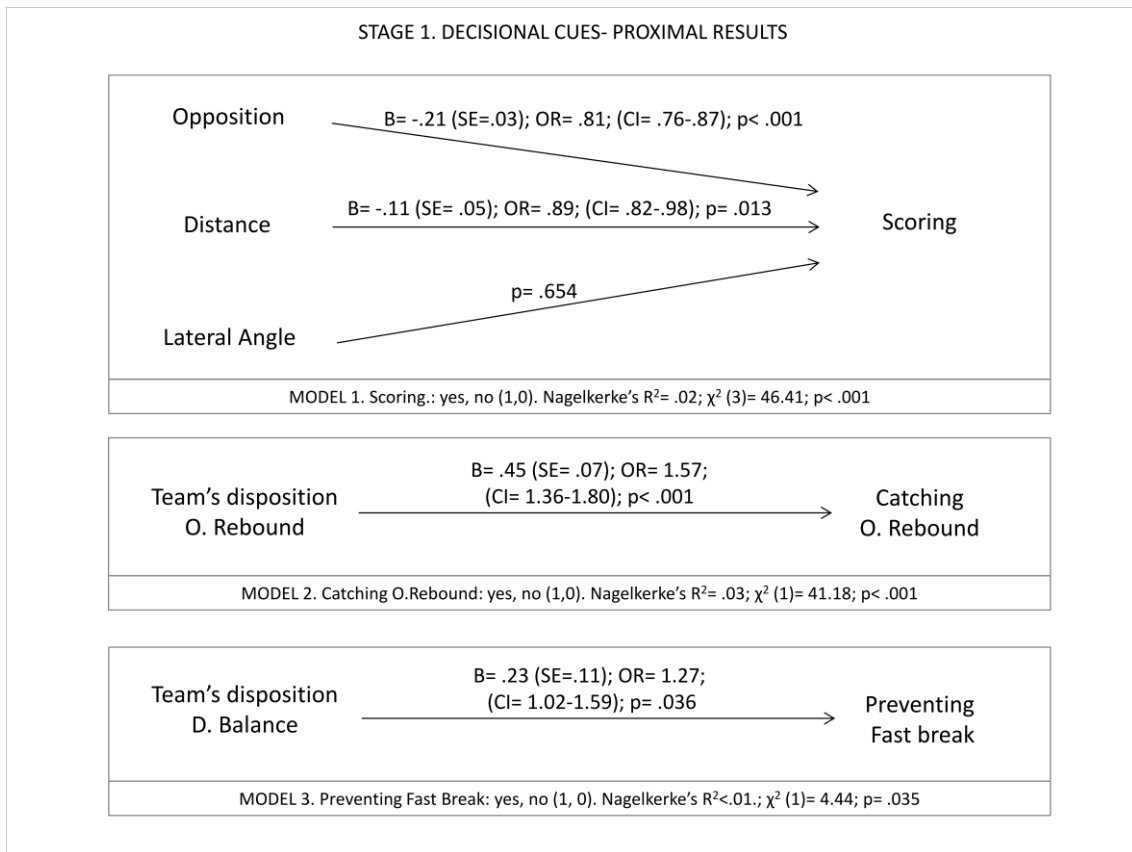 STAGE 1. DECISIONAL CUES- PROXIMAL RESULTS
Opposition
B= -.21 (SE=.03); OR= .81; (CI= .76-.87); p< .001
Distance
B= -.11 (SE= .05); OR= .89; (CI= .82-.98); p= .013
Scoring
p= .654
Lateral Angle
MODEL 1. Scoring.: yes, no (1,0). Nagelkerke’s R²= .02; χ² (3)= 46.41; p< .001
Team’s disposition
O. Rebound
B= .45 (SE= .07); OR= 1.57;
(CI= 1.36-1.80); p< .001
Catching
O. Rebound
MODEL 2. Catching O.Rebound: yes, no (1,0). Nagelkerke’s R²= .03; χ² (1)= 41.18; p< .001
Team’s disposition
D. Balance
B= .23 (SE=.11); OR= 1.27;
(CI= 1.02-1.59); p= .036
Preventing
Fast break
MODEL 3. Preventing Fast Break: yes, no (1, 0). Nagelkerke’s R²<.01.; χ² (1)= 4.44; p= .035